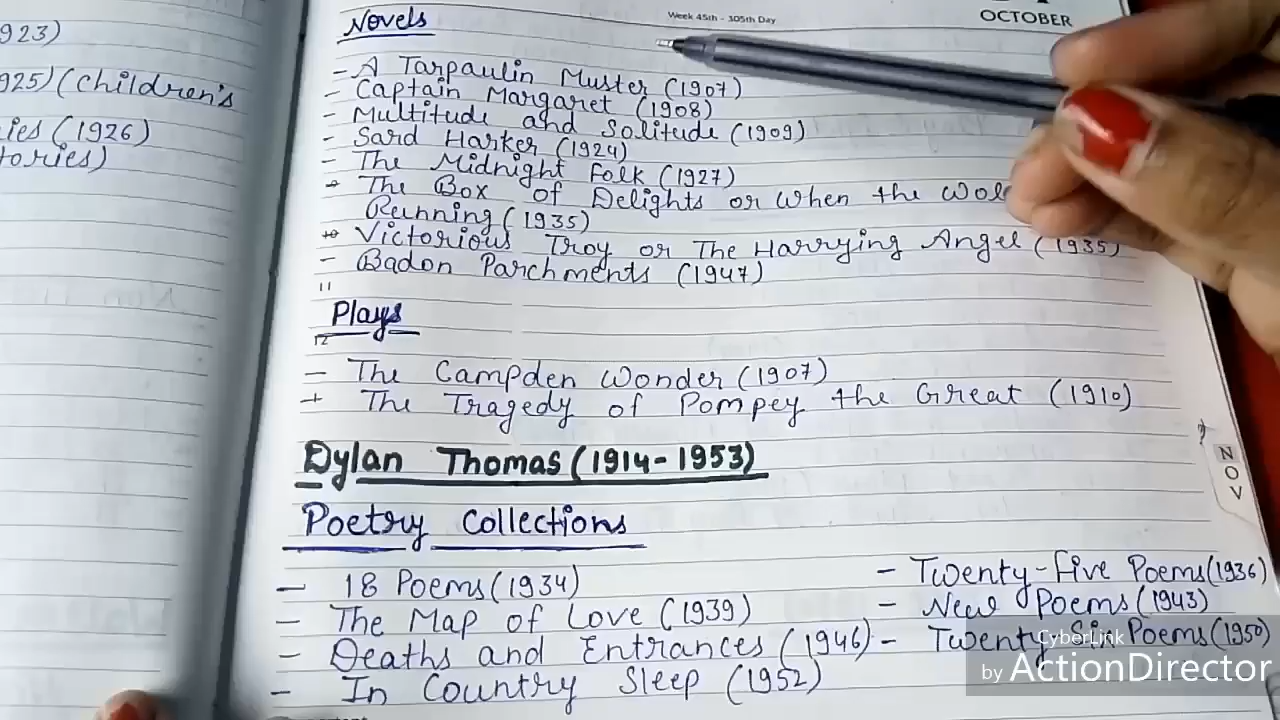 923)
925) (Children's
ies (1926)
tories)
Week 45th - 305th Day
OCTOBER
Novels
- A Tarpaulin Muster (1907)
- Captain Margaret (1908)
- Multitude and Solitude (1909)
- Sard Harker (1924)
- The Midnight Folk (1927)
- The Box of Delights or When the Wol
Running (1935)
- Victorious Troy or The Harrying Angel (1935)
- Badon Parchments (1947)
11
Plays
12
- The Campden Wonder (1907)
- The Tragedy of Pompey the Great (1910)
NOV
Dylan Thomas (1914-1953)
Poetry Collections
- 18 Poems (1934)
- Twenty-Five Poems (1936)
- The Map of Love (1939)
- New Poems (1943)
- Deaths and Entrances (1946)
- Twenty Six Poems (1950)
- In Country Sleep (1952)
CyberLink
by ActionDirector